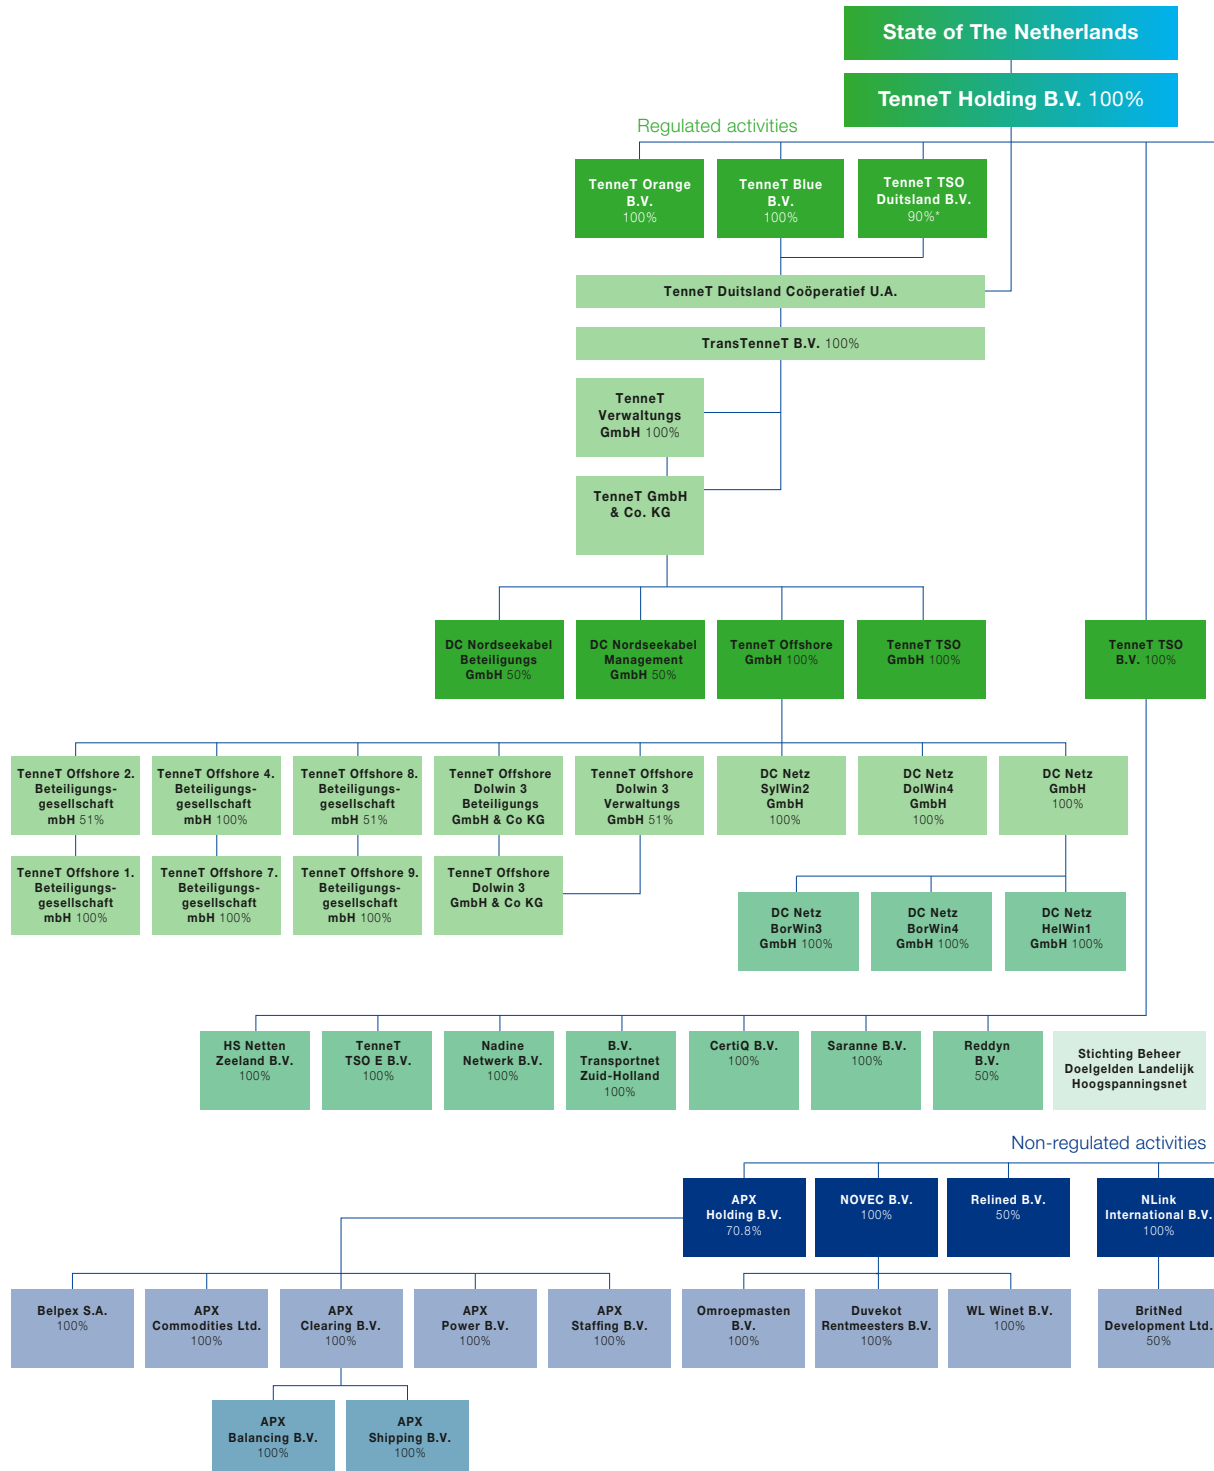 State of The Netherlands
TenneT Holding B.V. 100%
Regulated activities
TenneT Orange
B.V.
100%
TenneT Blue
B.V.
100%
TenneT TSO
Duitsland B.V.
90%*
TenneT Duitsland Coöperatief U.A.
TransTenneT B.V. 100%
TenneT
Verwaltungs
GmbH 100%
TenneT GmbH
& Co. KG
DC Nordseekabel
Beteiligungs
GmbH 50%
DC Nordseekabel
Management
GmbH 50%
TenneT Offshore
GmbH 100%
TenneT TSO
GmbH 100%
TenneT TSO
B.V. 100%
TenneT Offshore 2.
Beteiligungs-
gesellschaft
mbH 51%
TenneT Offshore 4.
Beteiligungs-
gesellschaft
mbH 100%
TenneT Offshore 8.
Beteiligungs-
gesellschaft
mbH 51%
TenneT Offshore
Dolwin 3
Beteiligungs
GmbH & Co KG
TenneT Offshore
Dolwin 3
Verwaltungs
GmbH 51%
DC Netz
SylWin2
GmbH
100%
DC Netz
DolWin4
GmbH
100%
DC Netz
GmbH
100%
TenneT Offshore 1.
Beteiligungs-
gesellschaft
mbH 100%
TenneT Offshore 7.
Beteiligungs-
gesellschaft
mbH 100%
TenneT Offshore 9.
Beteiligungs-
gesellschaft
mbH 100%
TenneT Offshore
Dolwin 3
GmbH & Co KG
DC Netz
BorWin3
GmbH 100%
DC Netz
BorWin4
GmbH 100%
DC Netz
HelWin1
GmbH 100%
HS Netten
Zeeland B.V.
100%
TenneT
TSO E B.V.
100%
Nadine
Netwerk B.V.
100%
B.V.
Transportnet
Zuid-Holland
100%
CertiQ B.V.
100%
Saranne B.V.
100%
Reddyn
B.V.
50%
Stichting Beheer
Doelgelden Landelijk
Hoogspanningsnet
Non-regulated activities
APX
Holding B.V.
70.8%
NOVEC B.V.
100%
Relined B.V.
50%
NLink
International B.V.
100%
Belpex S.A.
100%
APX
Commodities Ltd.
100%
APX
Clearing B.V.
100%
APX
Power B.V.
100%
APX
Staffing B.V.
100%
Omroepmasten
B.V.
100%
Duvekot
Rentmeesters B.V.
100%
WL Winet B.V.
100%
BritNed
Development Ltd.
50%
APX
Balancing B.V.
100%
APX
Shipping B.V.
100%